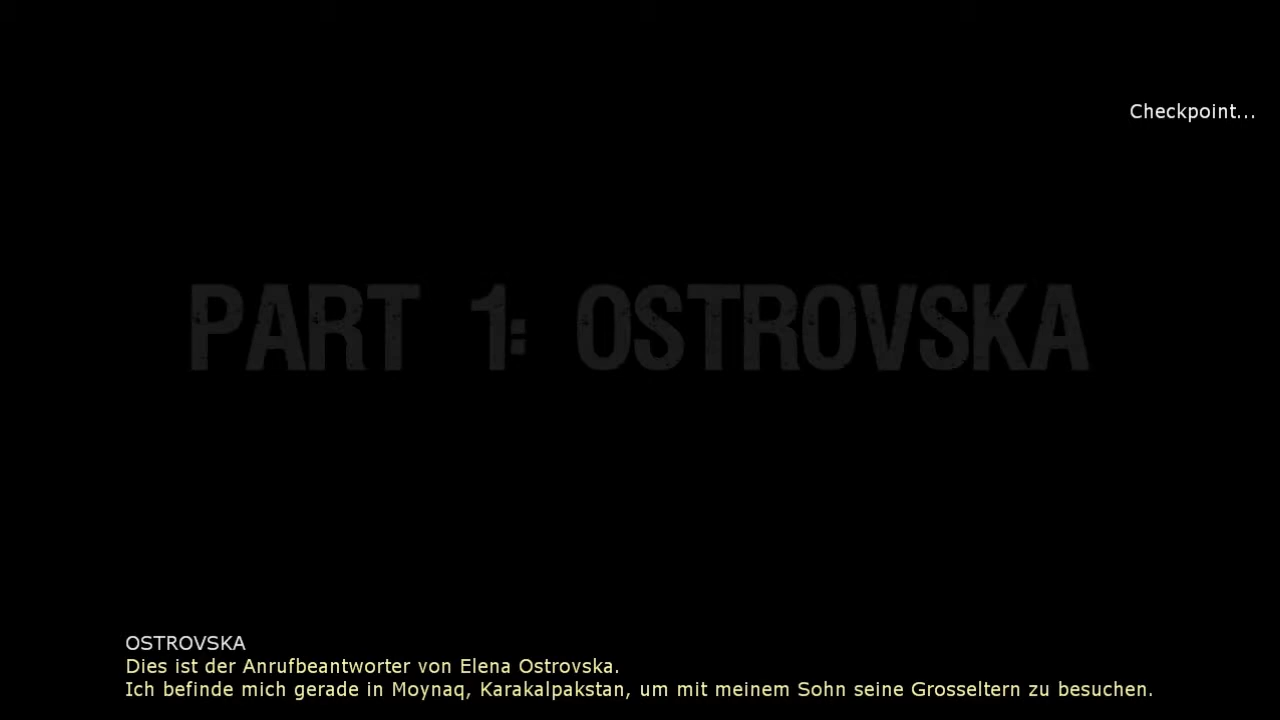 Checkpoint...
PART 1: OSTROVSKA
OSTROVSKA
Dies ist der Anrufbeantworter von Elena Ostrovska.
Ich befinde mich gerade in Moynaq, Karakalpakstan, um mit meinem Sohn seine Grosseltern zu besuchen.